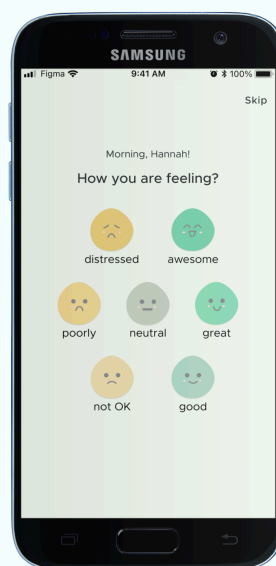 SAMSUNG
Figma 9:41 AM 100%
Skip
Morning, Hannah!
How you are feeling?
distressed awesome
poorly neutral great
not OK good